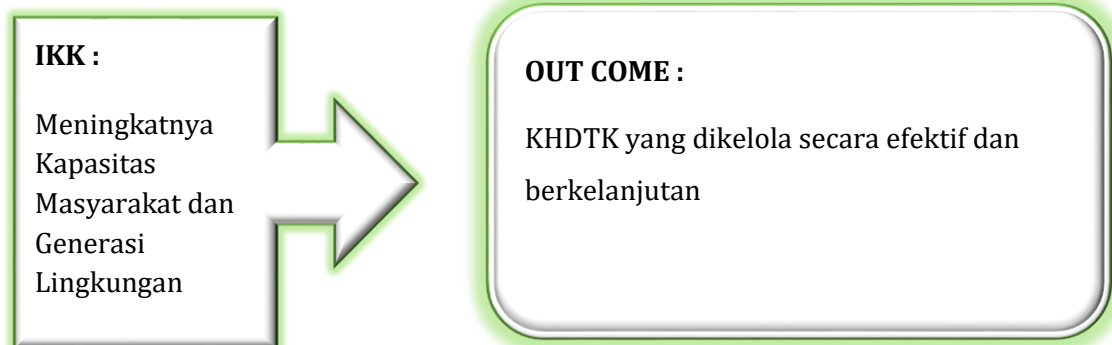 IKK :
Meningkatnya
Kapasitas
Masyarakat dan
Generasi
Lingkungan
OUT COME :
KHDTK yang dikelola secara efektif dan
berkelanjutan